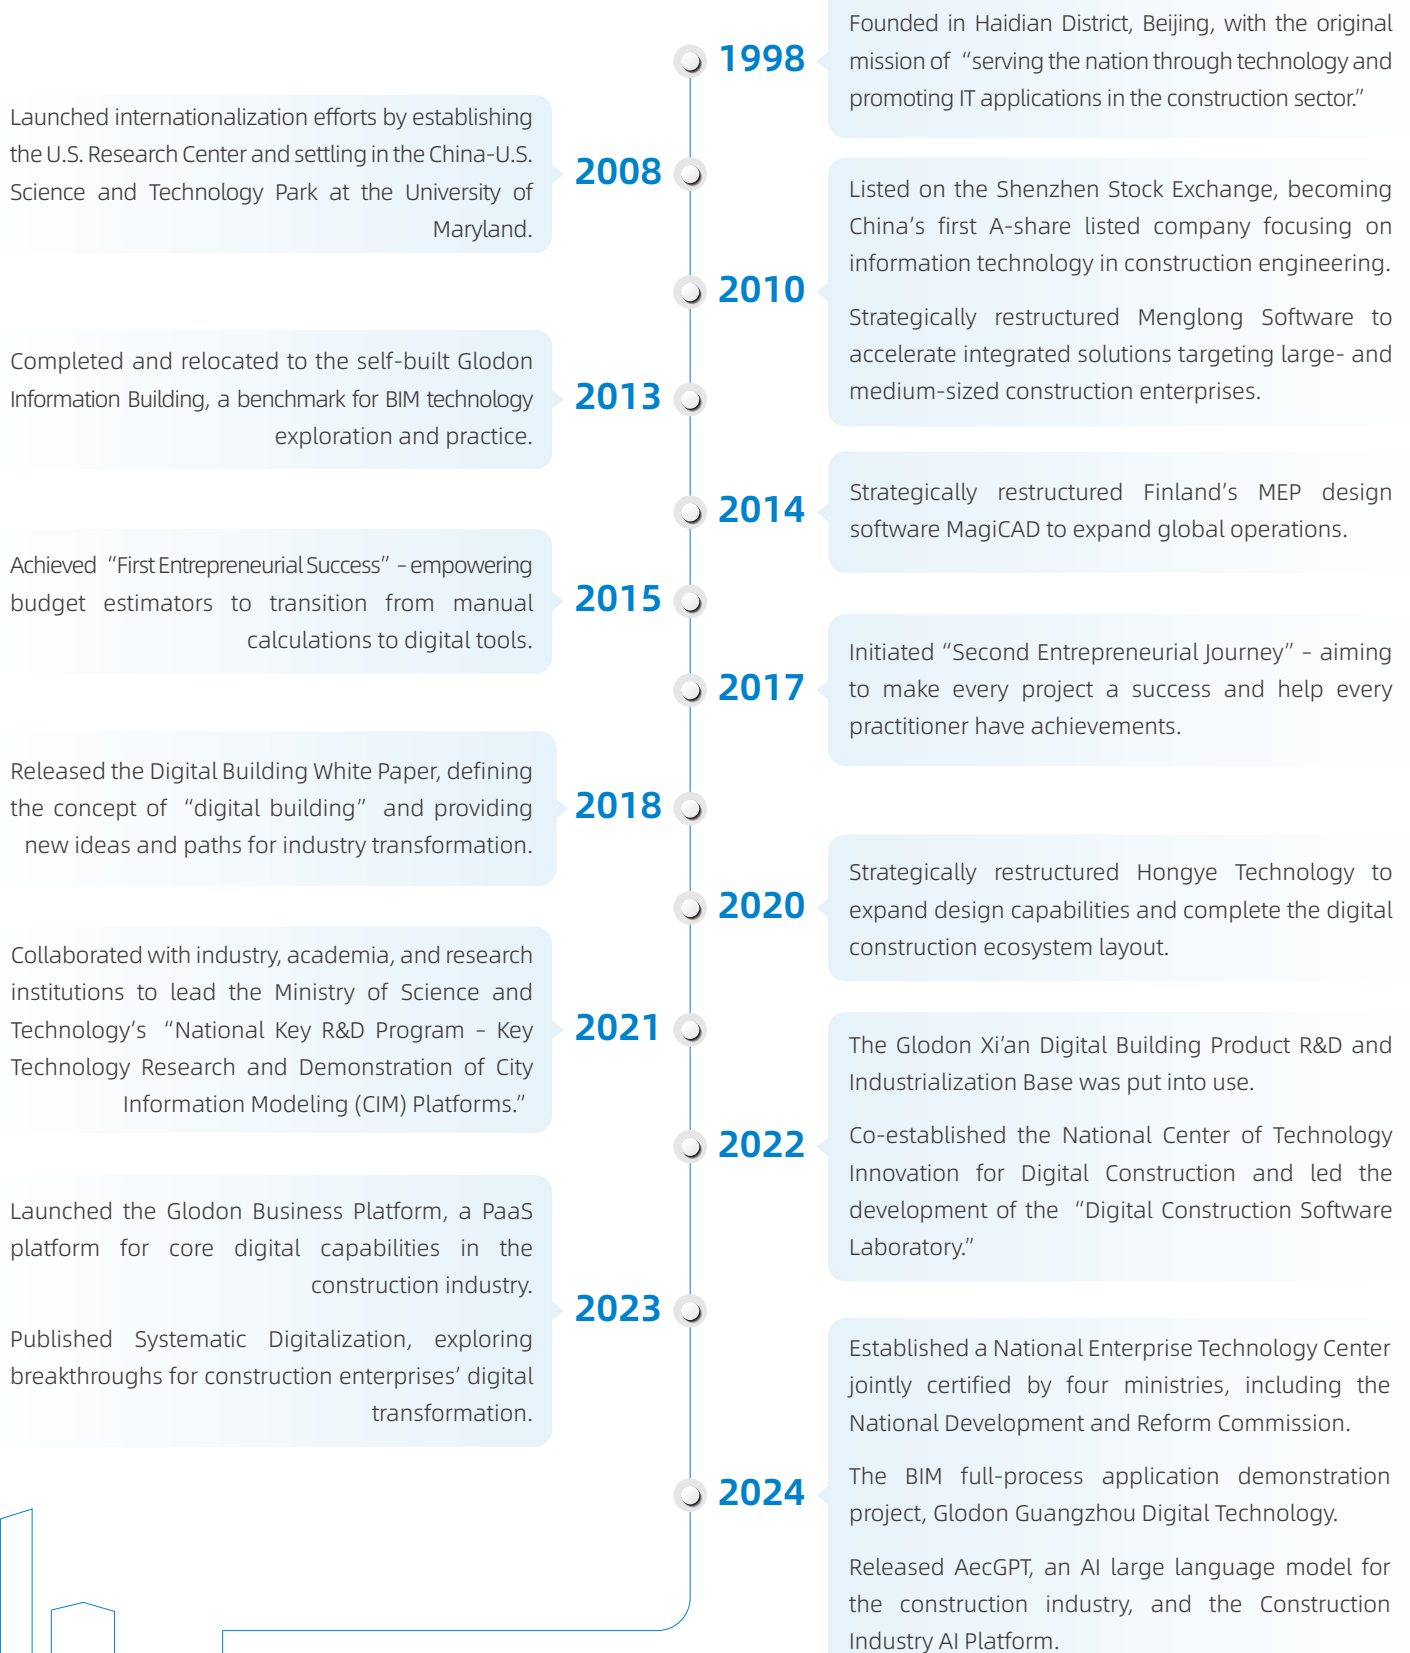 1998
Founded in Haidian District, Beijing, with the original
mission of “serving the nation through technology and
promoting IT applications in the construction sector.”
Launched internationalization efforts by establishing
the U.S. Research Center and settling in the China-U.S.
Science and Technology Park at the University of
Maryland.
2008
2010
Listed on the Shenzhen Stock Exchange, becoming
China’s first A-share listed company focusing on
information technology in construction engineering.
Strategically restructured Menglong Software to
accelerate integrated solutions targeting large- and
medium-sized construction enterprises.
Completed and relocated to the self-built Glodon
Information Building, a benchmark for BIM technology
exploration and practice.
2013
2014
Strategically restructured Finland’s MEP design
software MagiCAD to expand global operations.
Achieved “First Entrepreneurial Success” – empowering
budget estimators to transition from manual
calculations to digital tools.
2015
2017
Initiated “Second Entrepreneurial Journey” – aiming
to make every project a success and help every
practitioner have achievements.
Released the Digital Building White Paper, defining
the concept of “digital building” and providing
new ideas and paths for industry transformation.
2018
2020
Strategically restructured Hongye Technology to
expand design capabilities and complete the digital
construction ecosystem layout.
Collaborated with industry, academia, and research
institutions to lead the Ministry of Science and
Technology’s “National Key R&D Program – Key
Technology Research and Demonstration of City
Information Modeling (CIM) Platforms.”
2021
2022
The Glodon Xi’an Digital Building Product R&D and
Industrialization Base was put into use.
Co-established the National Center of Technology
Innovation for Digital Construction and led the
development of the “Digital Construction Software
Laboratory.”
Launched the Glodon Business Platform, a PaaS
platform for core digital capabilities in the
construction industry.
Published Systematic Digitalization, exploring
breakthroughs for construction enterprises’ digital
transformation.
2023
2024
Established a National Enterprise Technology Center
jointly certified by four ministries, including the
National Development and Reform Commission.
The BIM full-process application demonstration
project, Glodon Guangzhou Digital Technology.
Released AecGPT, an AI large language model for
the construction industry, and the Construction
Industry AI Platform.